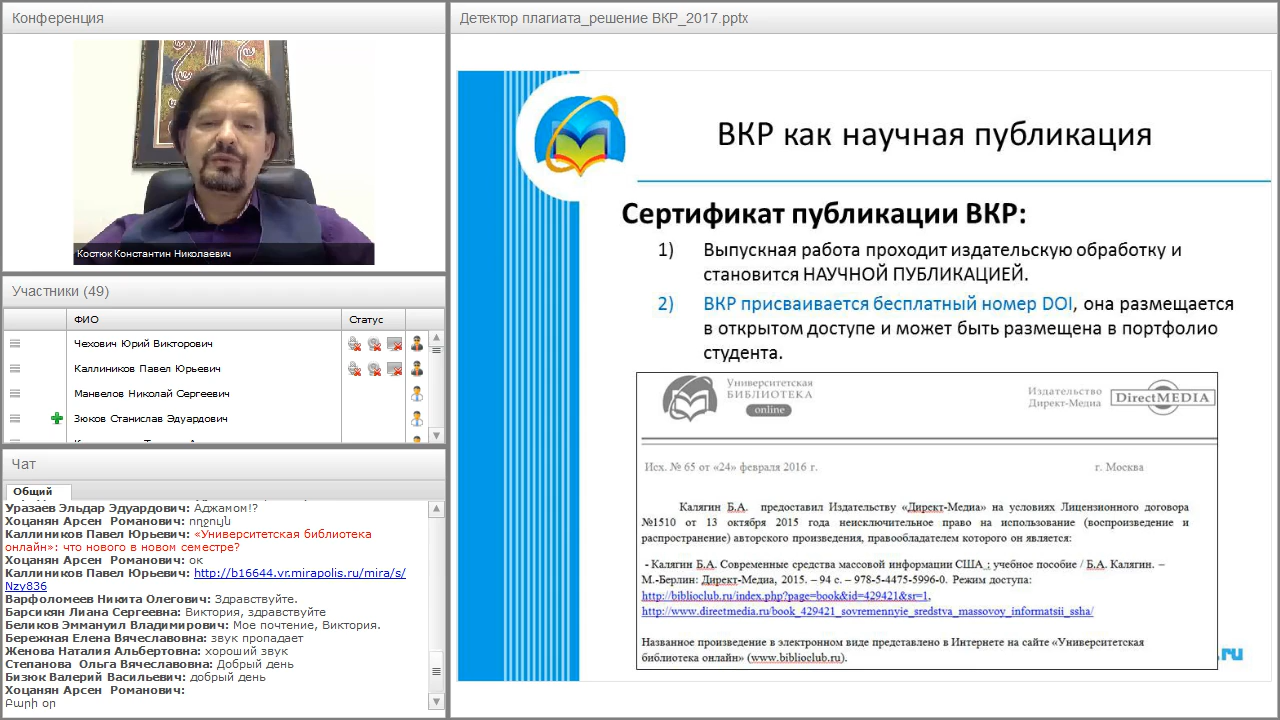 Конференция
Костюк Константин Николаевич
Участники (49)
ФИО
Статус
Чехович Юрий Викторович
Каллиников Павел Юрьевич
Манвелов Николай Сергеевич
Зюков Станислав Эдуардович
Чат
Общий
Уразаев Эльдар Эдуардович: Аджамом!?
Хоцанян Арсен Романович: ողջույն
Каллиников Павел Юрьевич: «Университетская библиотека
онлайн»: что нового в новом семестре?
Хоцанян Арсен Романович: ок
Каллиников Павел Юрьевич: http://b16644.vr.mirapolis.ru/mira/s/
Nzy836
Варфоломеев Никита Олегович: Здравствуйте.
Барсикян Лиана Сергеевна: Виктория, здравствуйте
Беликов Эммануил Владимирович: Мое почтение, Виктория.
Бережная Елена Вячеславовна: звук пропадает
Женова Наталия Альбертовна: хороший звук
Степанова Ольга Вячеславовна: Добрый день
Бизюк Валерий Васильевич: добрый день
Хоцанян Арсен Романович:
Բարի օր
Детектор плагиата_решение ВКР_2017.pptx
ВКР как научная публикация
Сертификат публикации ВКР:
1) Выпускная работа проходит издательскую обработку и
становится НАУЧНОЙ ПУБЛИКАЦИЕЙ.
2) ВКР присваивается бесплатный номер DOI, она размещается
в открытом доступе и может быть размещена в портфолио
студента.
Университетская
БИБЛИОТЕКА
online
Издательство
Директ-Медиа
DirectMEDIA
Исх. № 65 от «24» февраля 2016 г. г. Москва
Калягин Б.А. предоставил Издательству «Директ-Медиа» на условиях Лицензионного договора
№1510 от 13 октября 2015 года неисключительное право на использование (воспроизведение и
распространение) авторского произведения, правообладателем которого он является:
- Калягин Б.А. Современные средства массовой информации США : учебное пособие / Б.А. Калягин. –
М.-Берлин: Директ-Медиа, 2015. – 94 с. – 978-5-4475-5996-0. Режим доступа:
http://biblioclub.ru/index.php?page=book&id=429421&sr=1,
http://www.directmedia.ru/book_429421_sovremennyie_sredstva_massovoy_informatsii_ssha/
Названное произведение в электронном виде представлено в Интернете на сайте «Университетская
библиотека онлайн» (www.biblioclub.ru).
.ru